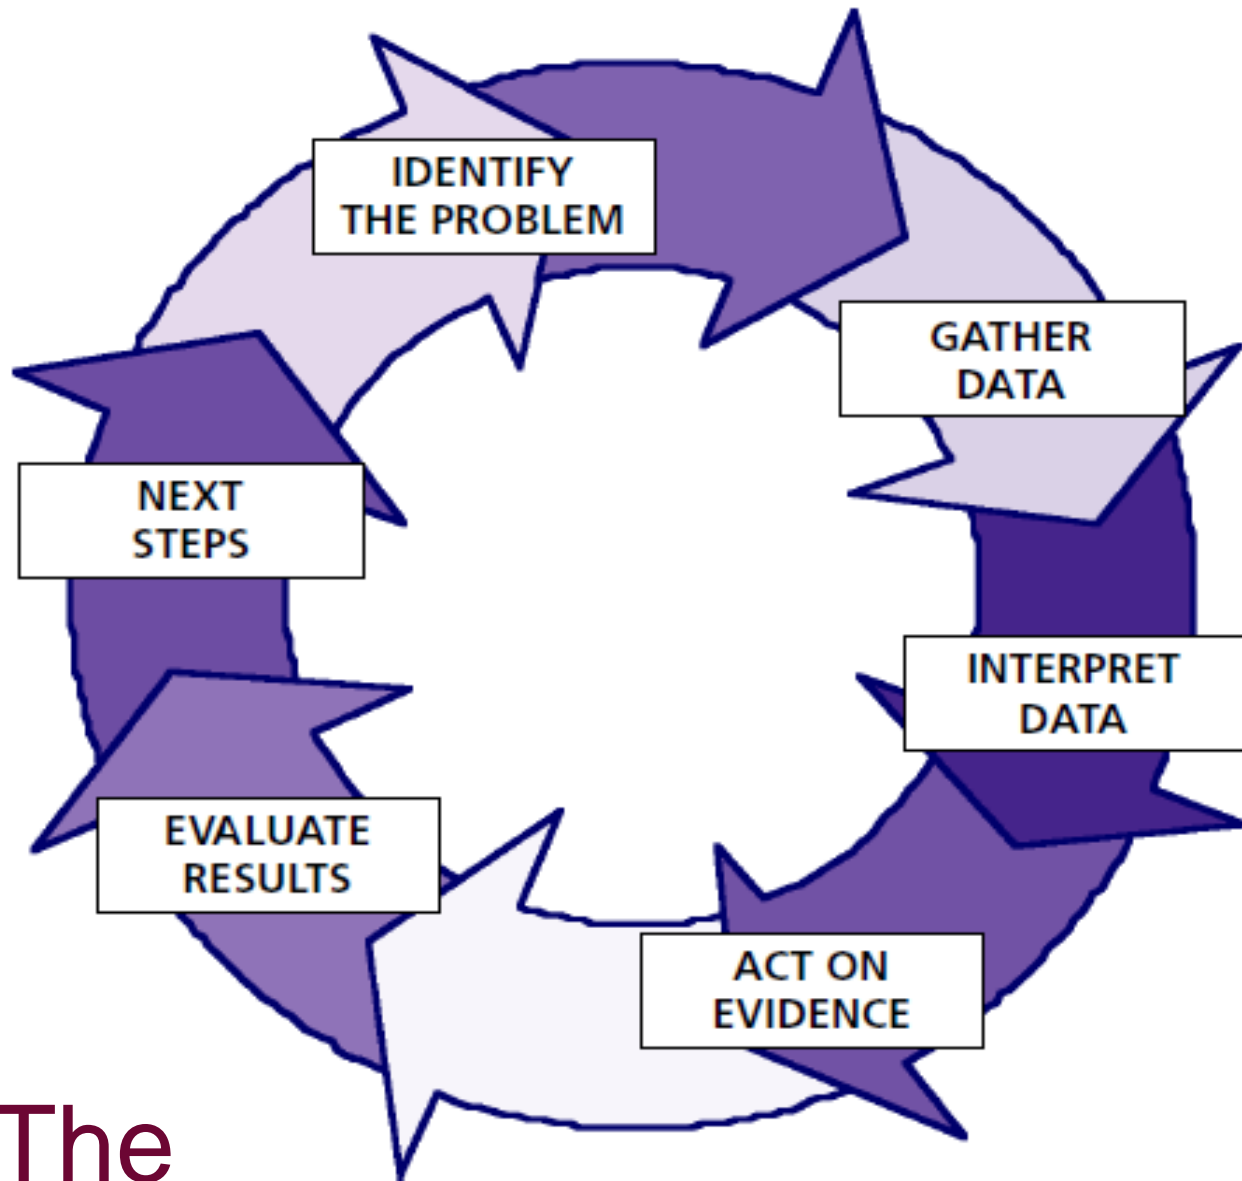 IDENTIFY
THE PROBLEM
GATHER
DATA
INTERPRET
DATA
ACT ON
EVIDENCE
EVALUATE
RESULTS
NEXT
STEPS
The